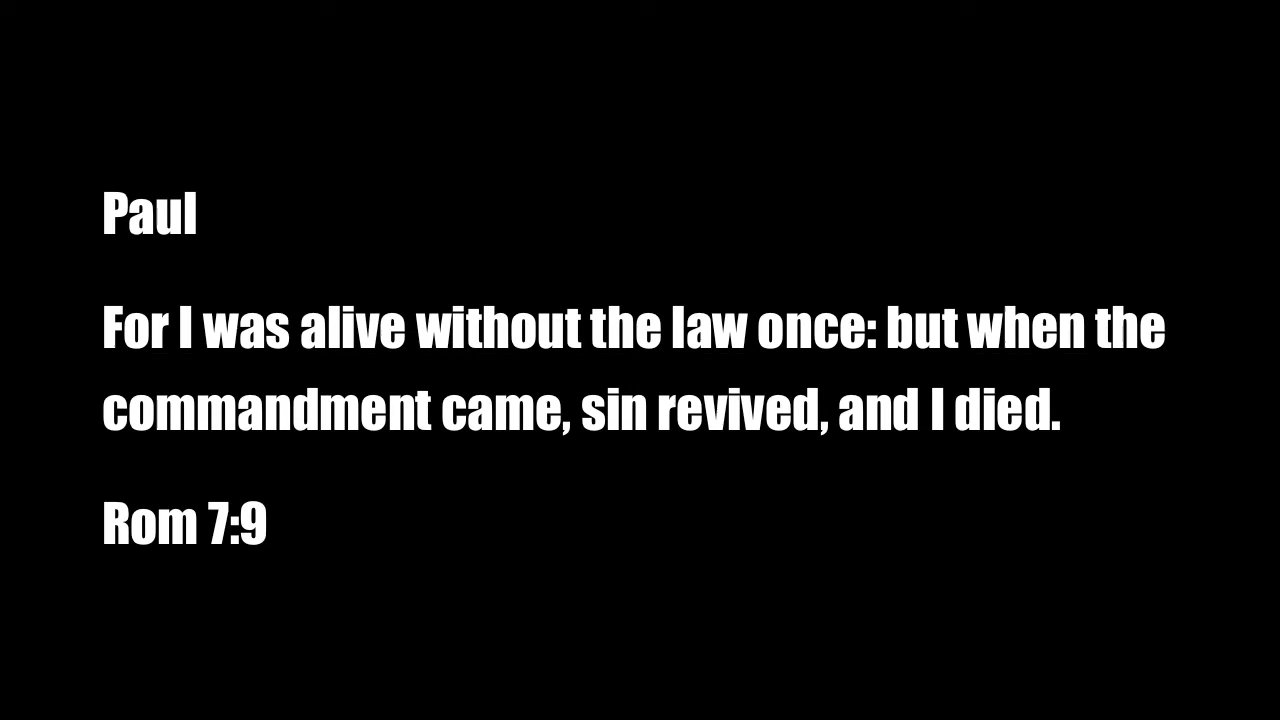 Paul
For I was alive without the law once: but when the
commandment came, sin revived, and I died.
Rom 7:9